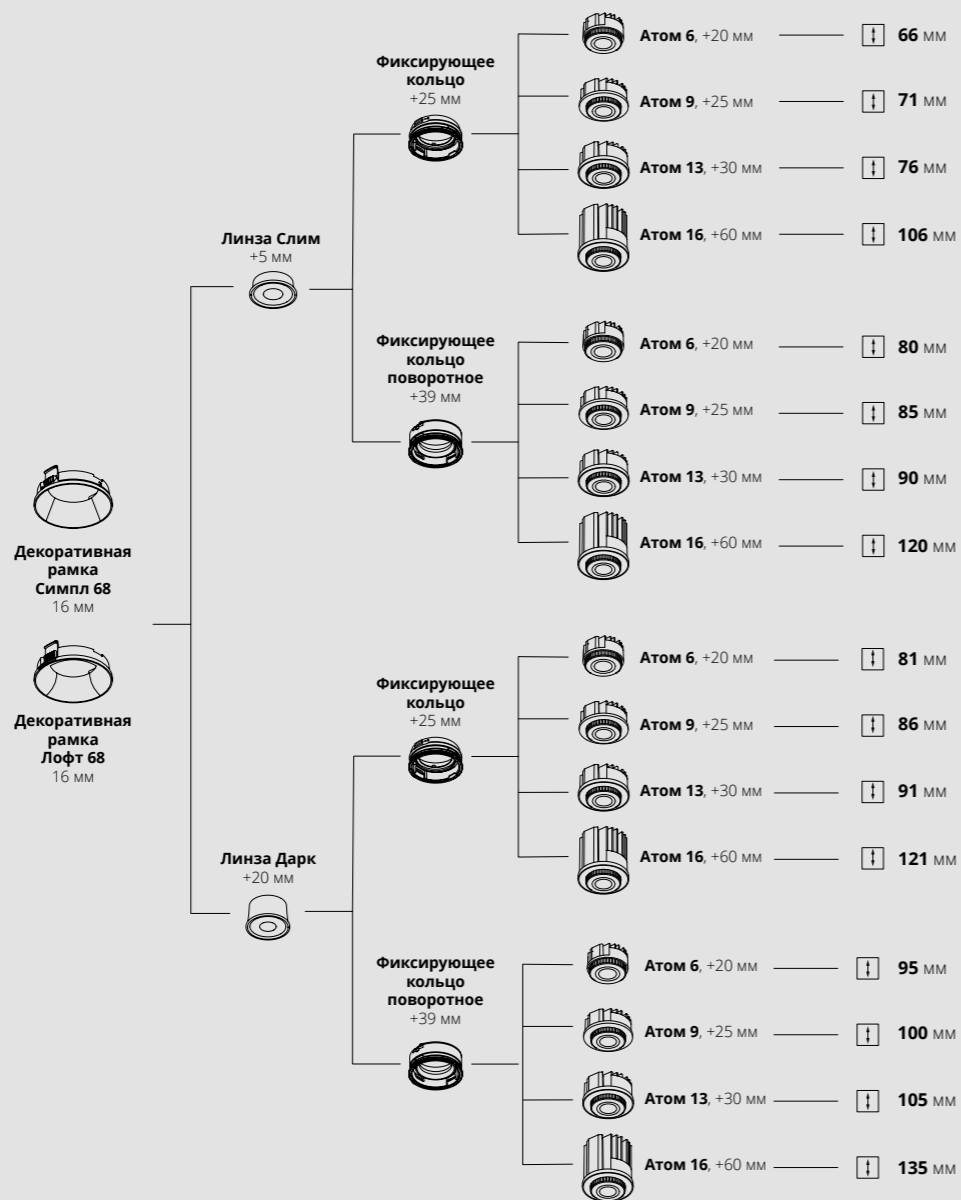 Декоративная
рамка
Симпл 68
16 мм
Декоративная
рамка
Лофт 68
16 мм
Линза Слим
+5 мм
Фиксирующее
кольцо
+25 мм
Атом 6, +20 мм 66 мм
Атом 9, +25 мм 71 мм
Атом 13, +30 мм 76 мм
Атом 16, +60 мм 106 мм
Фиксирующее
кольцо
поворотное
+39 мм
Атом 6, +20 мм 80 мм
Атом 9, +25 мм 85 мм
Атом 13, +30 мм 90 мм
Атом 16, +60 мм 120 мм
Линза Дарк
+20 мм
Фиксирующее
кольцо
+25 мм
Атом 6, +20 мм 81 мм
Атом 9, +25 мм 86 мм
Атом 13, +30 мм 91 мм
Атом 16, +60 мм 121 мм
Фиксирующее
кольцо
поворотное
+39 мм
Атом 6, +20 мм 95 мм
Атом 9, +25 мм 100 мм
Атом 13, +30 мм 105 мм
Атом 16, +60 мм 135 мм